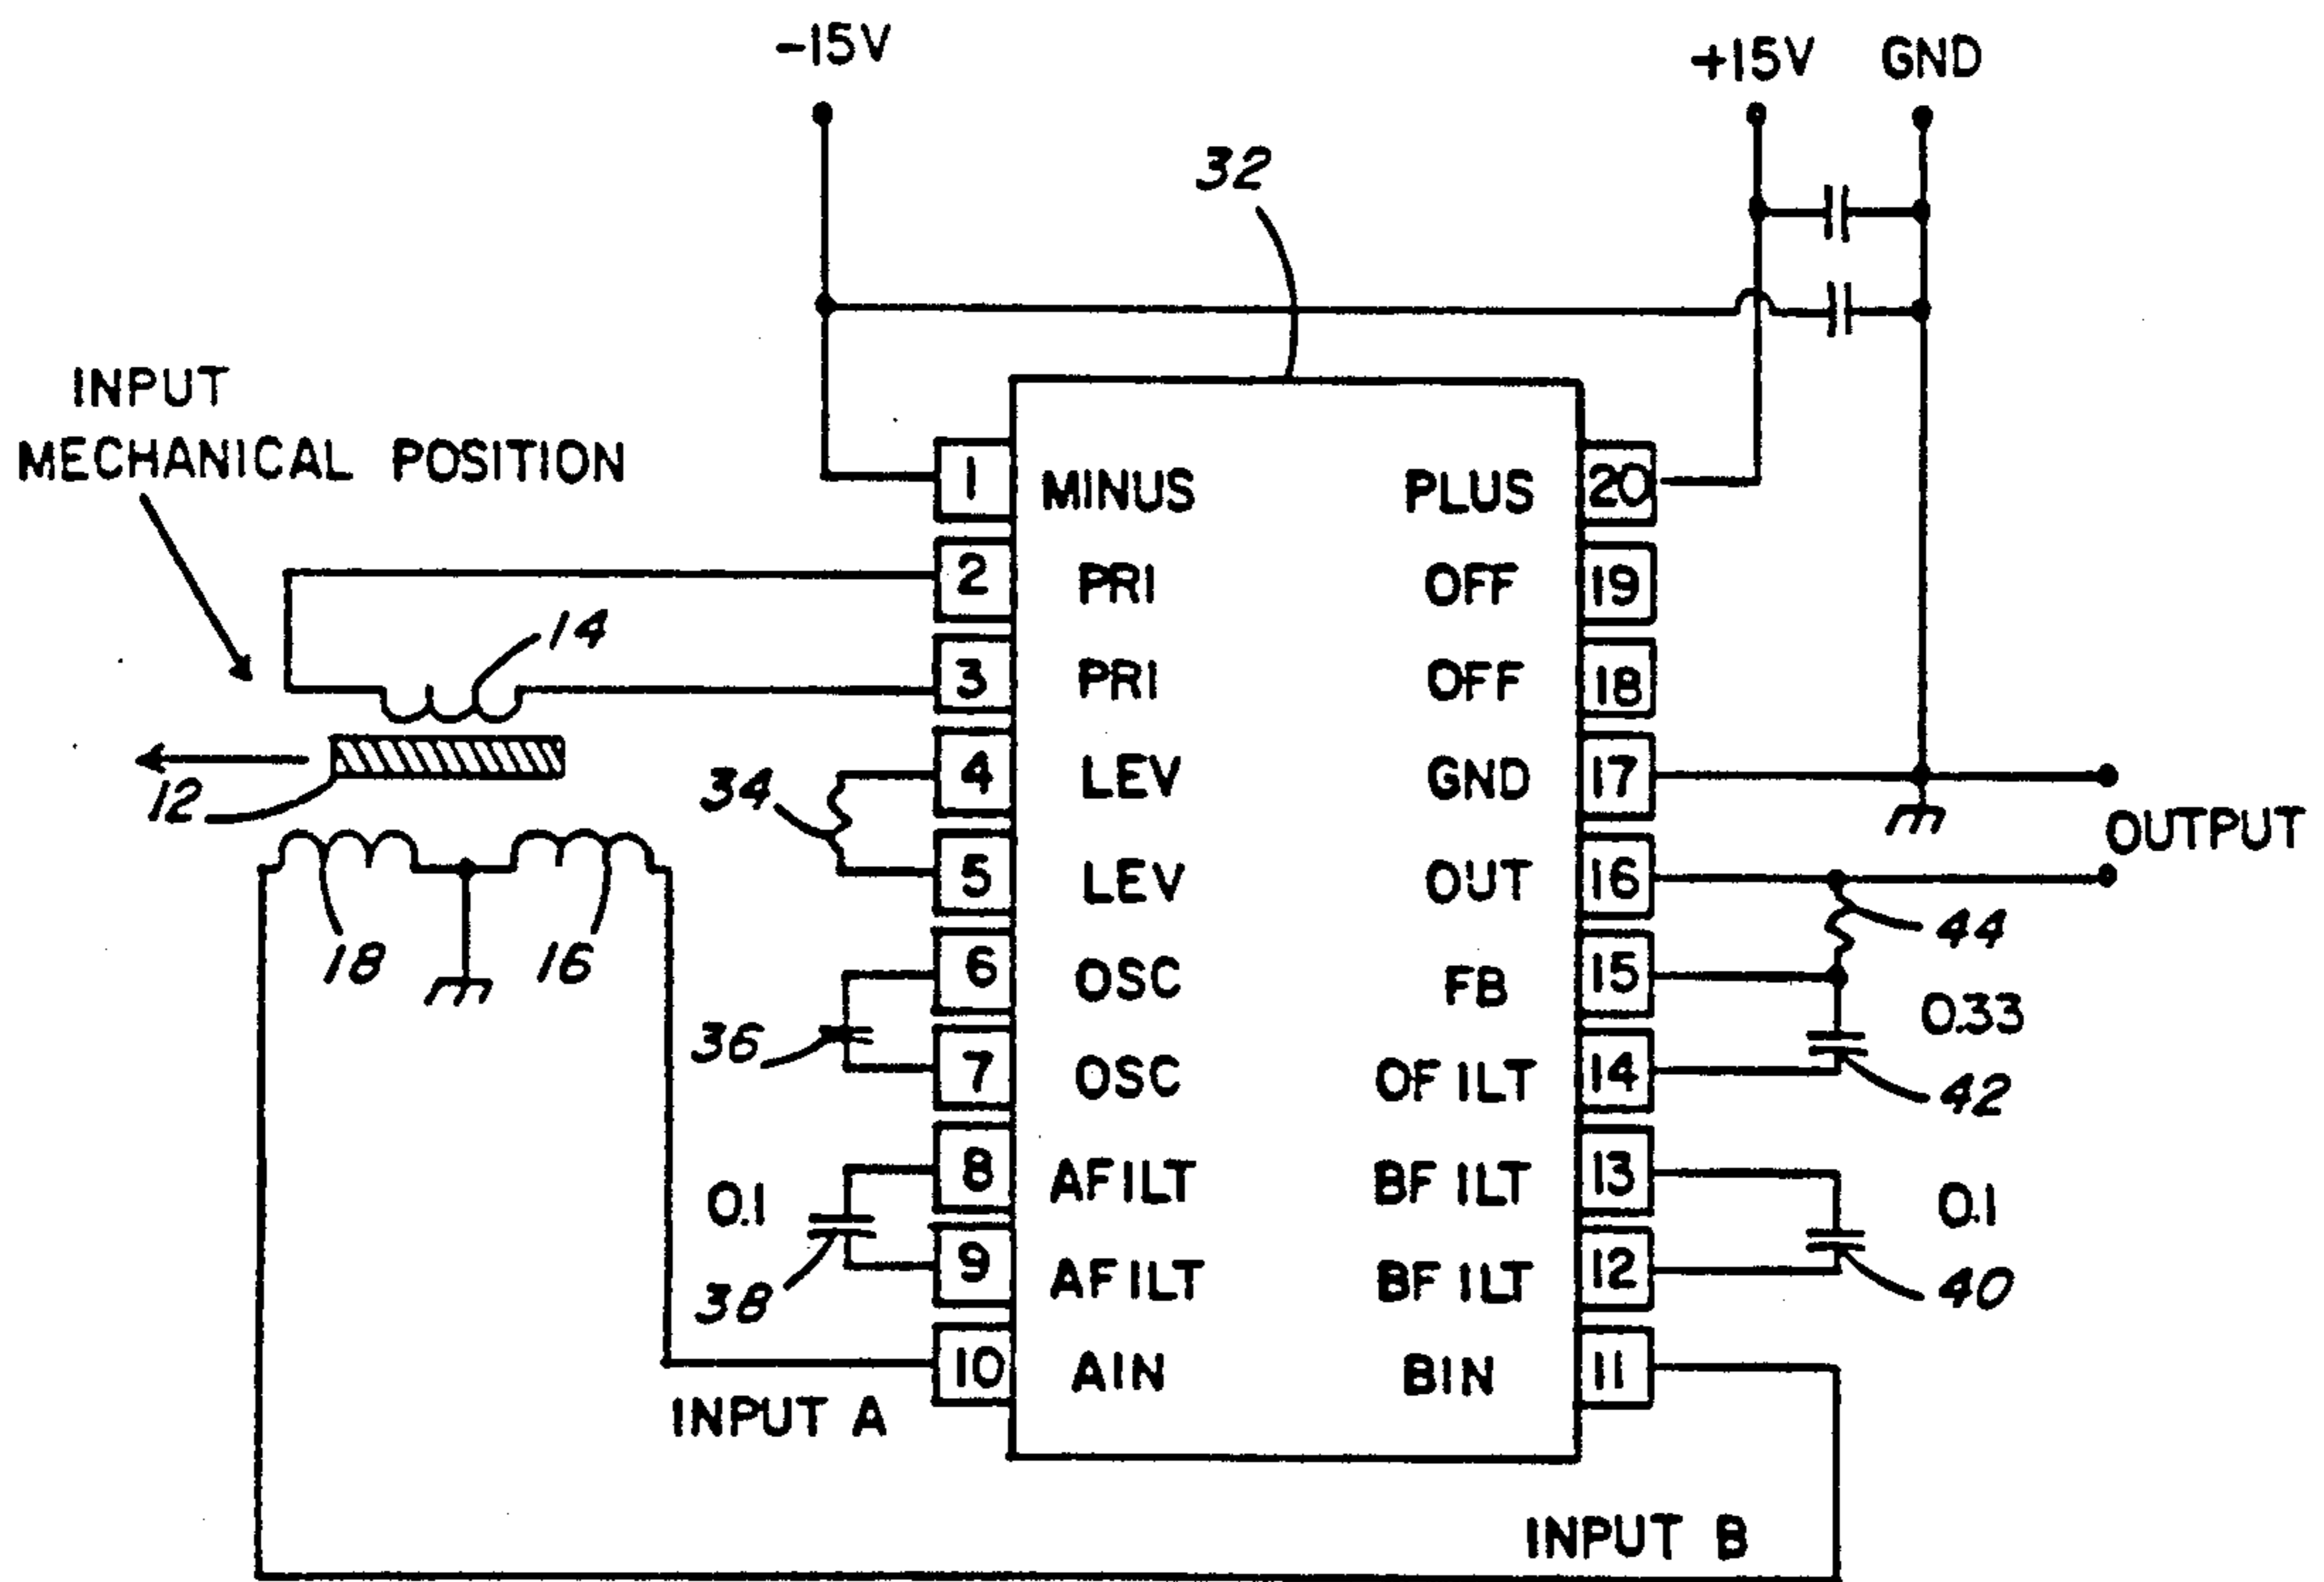 -15V
+15V GND
32
INPUT
MECHANICAL POSITION
1 MINUS PLUS 20
2 PRI OFF 19
14
3 PRI OFF 18
12
34
4 LEV GND 17
OUTPUT
5 LEV OUT 16
18 16
44
6 OSC FB 15
0.33
36
7 OSC OFILT 14
42
8 AFILT BFILT 13
0.1
0.1
9 AFILT BFILT 12
38
40
10 AIN BIN 11
INPUT A
INPUT B